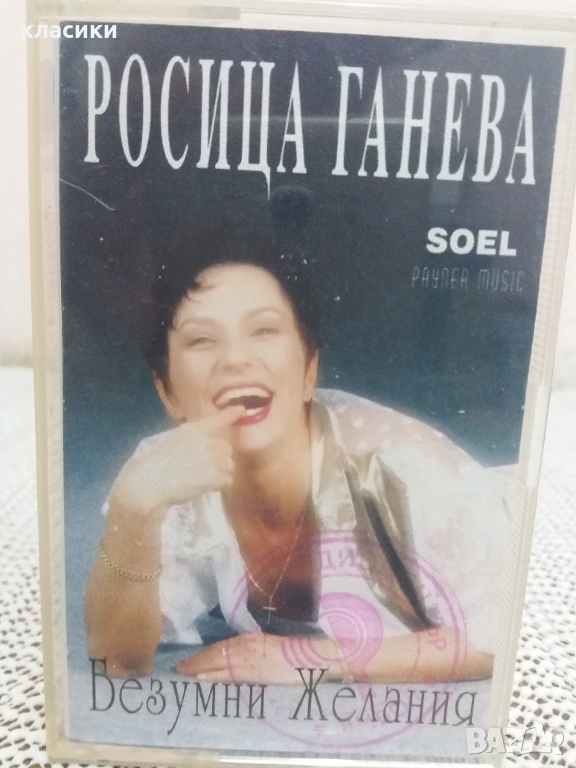 класики
РОСИЦА ГАНЕВА
SOEL
PAYNER MUSIC
Безумни Желания